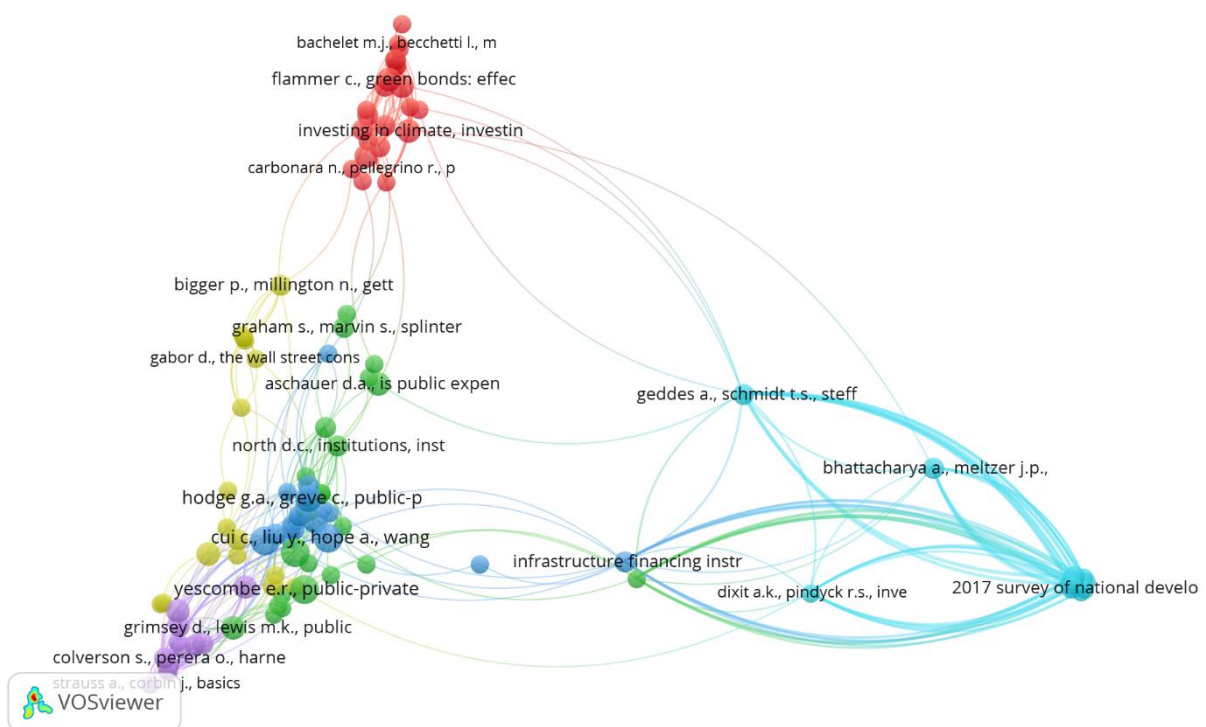 bachelet m.j., becchetti l., m
flammer c., green bonds: effec
investing in climate, investin
carbonara n., pellegrino r., p
bigger p., millington n., gett
graham s., marvin s., splinter
gabor d., the wall street cons
aschauer d.a., is public expen
geddes a., schmidt t.s., steff
north d.c., institutions, inst
bhattacharya a., meltzer j.p.,
hodge g.a., greve c., public-p
cui c., liu y., hope a., wang
infrastructure financing instr
yescombe e.r., public-private
dixit a.k., pindyck r.s., inve
2017 survey of national develo
grimsey d., lewis m.k., public
colverson s., perera o., harne
strauss a., corbin j., basics
VOSviewer